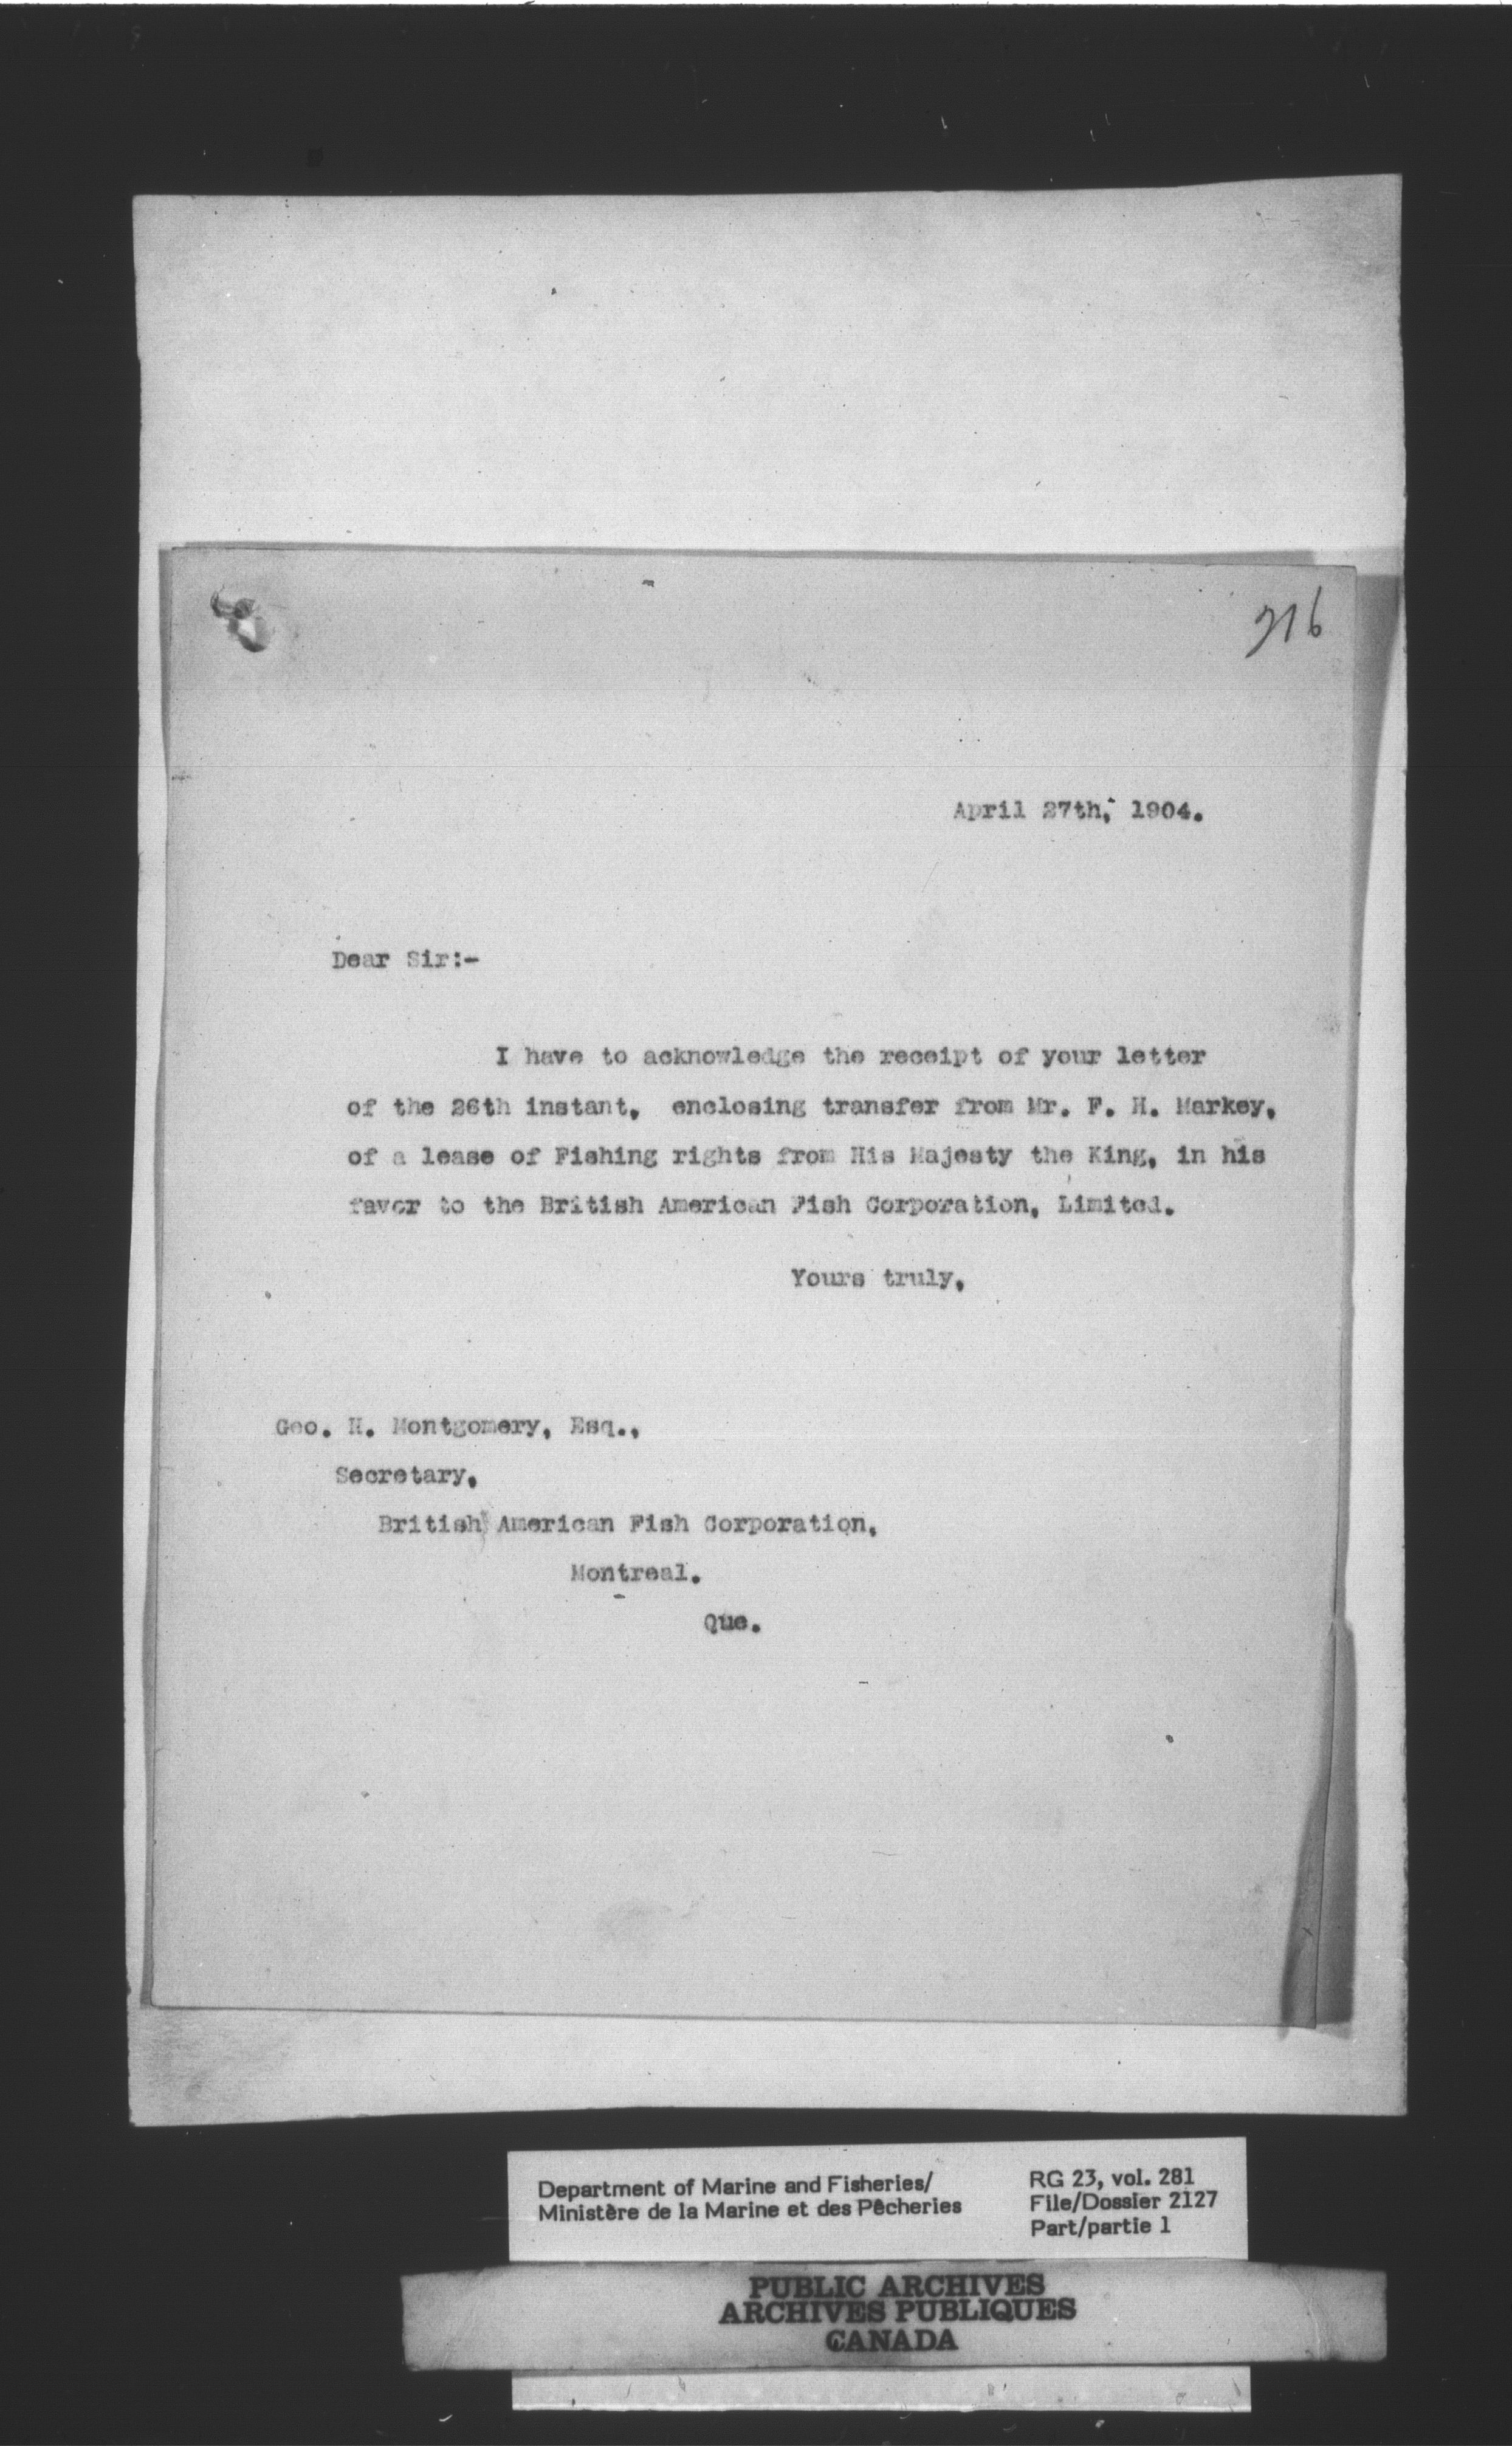 216
April 27th, 1904.
Dear Sir:-
I have to acknowledge the receipt of your letter
of the 26th instant, enclosing transfer from Mr. F. H. Markey,
of a lease of Fishing rights from His Majesty the King, in his
favor to the British American Fish Corporation, Limited.
Yours truly,
Geo. H. Montgomery, Esq.,
Secretary,
British American Fish Corporation,
Montreal.
Que.
Department of Marine and Fisheries/
Ministère de la Marine et des Pêcheries
RG 23, vol. 281
File/Dossier 2127
Part/partie 1
PUBLIC ARCHIVES
ARCHIVES PUBLIQUES
CANADA